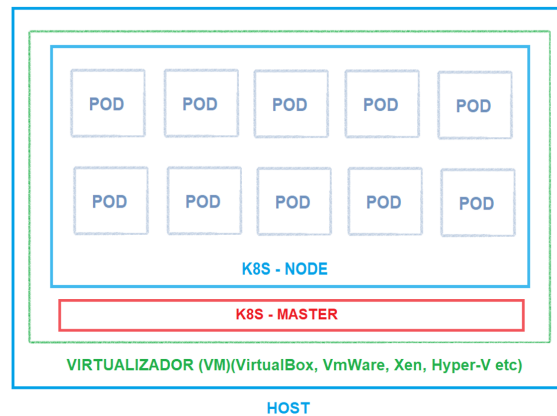 POD POD POD POD POD
POD POD POD POD POD
K8S - NODE
K8S - MASTER
VIRTUALIZADOR (VM)(VirtualBox, VmWare, Xen, Hyper-V etc)
HOST